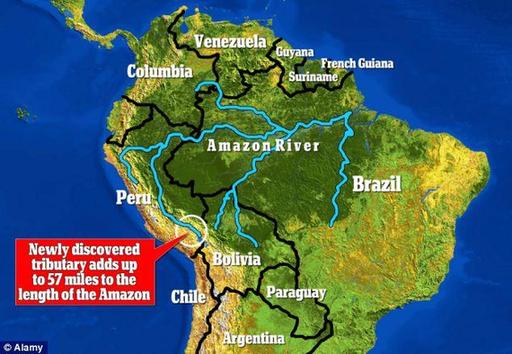 Venezuela
Guyana
French Guiana
Suriname
Columbia
Amazon River
Brazil
Peru
Newly discovered
tributary adds up
to 57 miles to the
length of the Amazon
Bolivia
Chile
Paraguay
Argentina
© Alamy